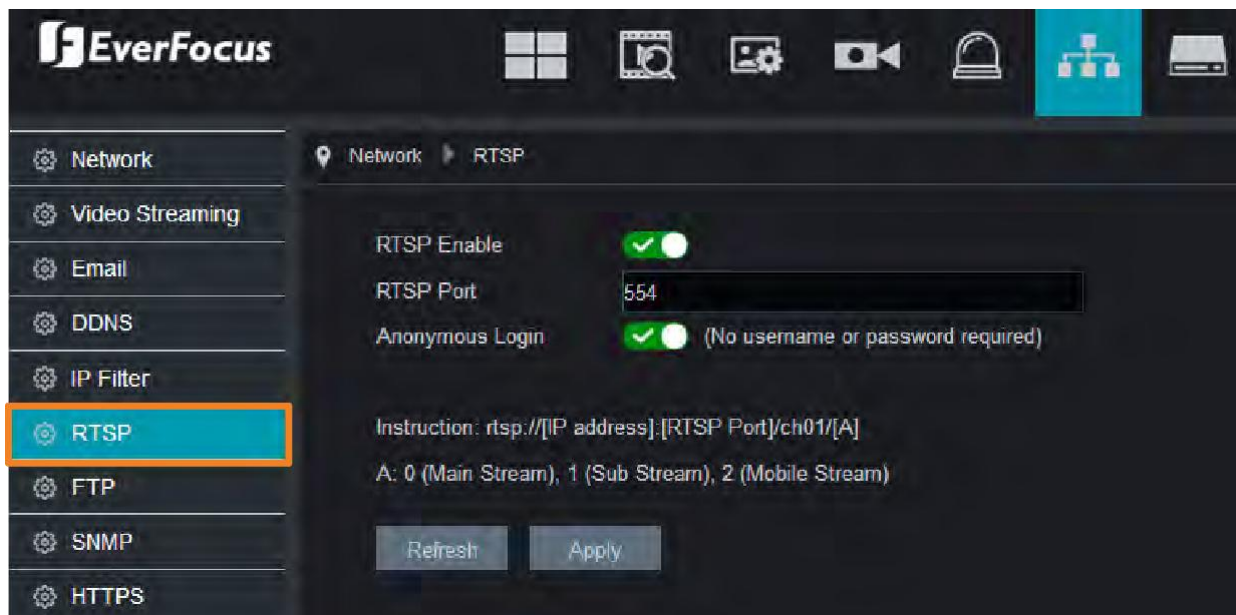 EverFocus
Network
Video Streaming
Email
DDNS
IP Filter
RTSP
FTP
SNMP
HTTPS
Network RTSP
RTSP Enable
RTSP Port 554
Anonymous Login (No username or password required)
Instruction: rtsp://[IP address]:[RTSP Port]/ch01/[A]
A: 0 (Main Stream), 1 (Sub Stream), 2 (Mobile Stream)
Refresh Apply